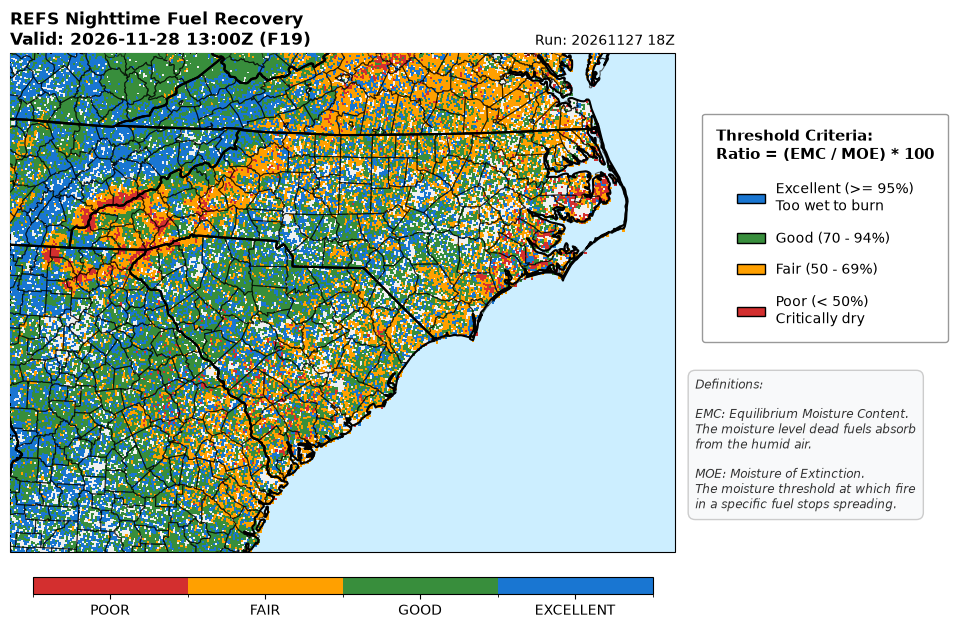 REFS Nighttime Fuel Recovery
Valid: 2026-11-28 13:00Z (F19)
Run: 20261127 18Z
Threshold Criteria:
Ratio = (EMC / MOE) * 100
Excellent (>= 95%)
Too wet to burn
Good (70 - 94%)
Fair (50 - 69%)
Poor (< 50%)
Critically dry
Definitions:
EMC: Equilibrium Moisture Content.
The moisture level dead fuels absorb
from the humid air.
MOE: Moisture of Extinction.
The moisture threshold at which fire
in a specific fuel stops spreading.
POOR
FAIR
GOOD
EXCELLENT